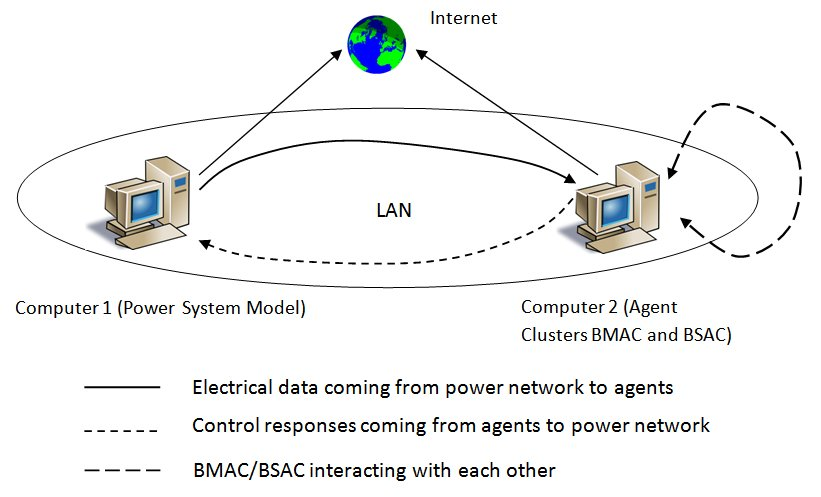 Internet
LAN
Computer 1 (Power System Model)
Computer 2 (Agent
Clusters BMAC and BSAC)
Electrical data coming from power network to agents
Control responses coming from agents to power network
BMAC/BSAC interacting with each other